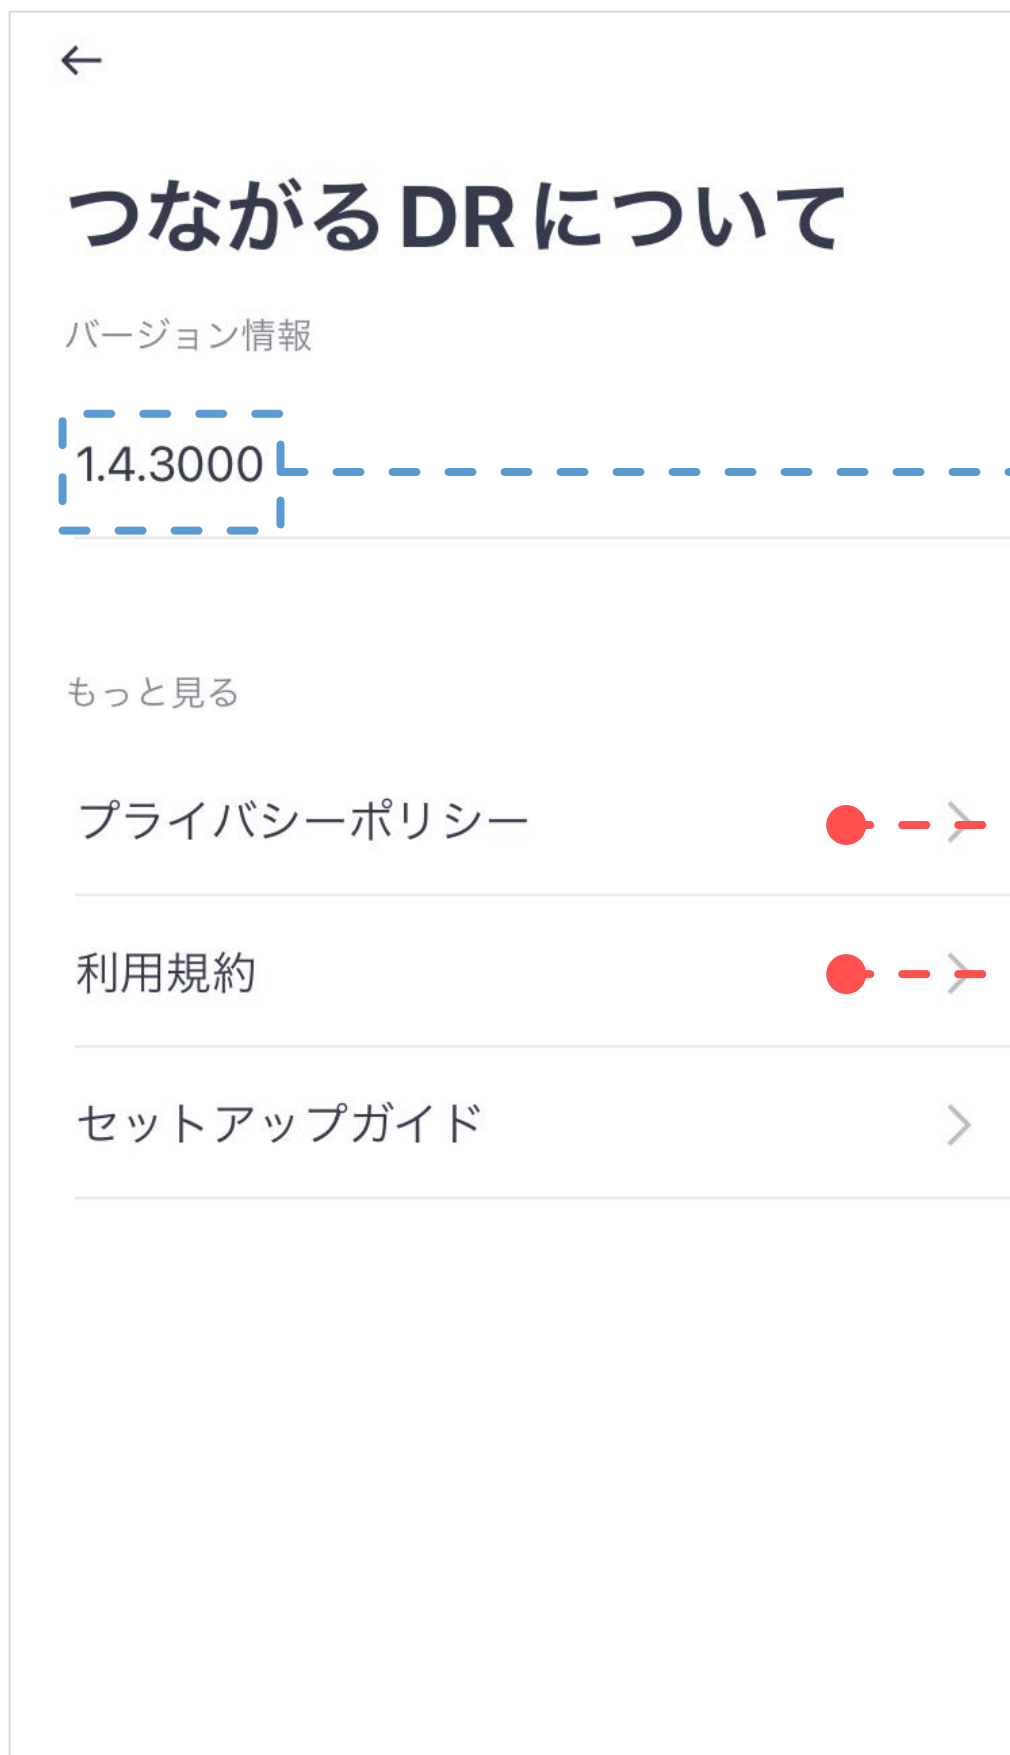 つながるDRについて
バージョン情報
1.4.3000
もっと見る
プライバシーポリシー
利用規約
セットアップガイド